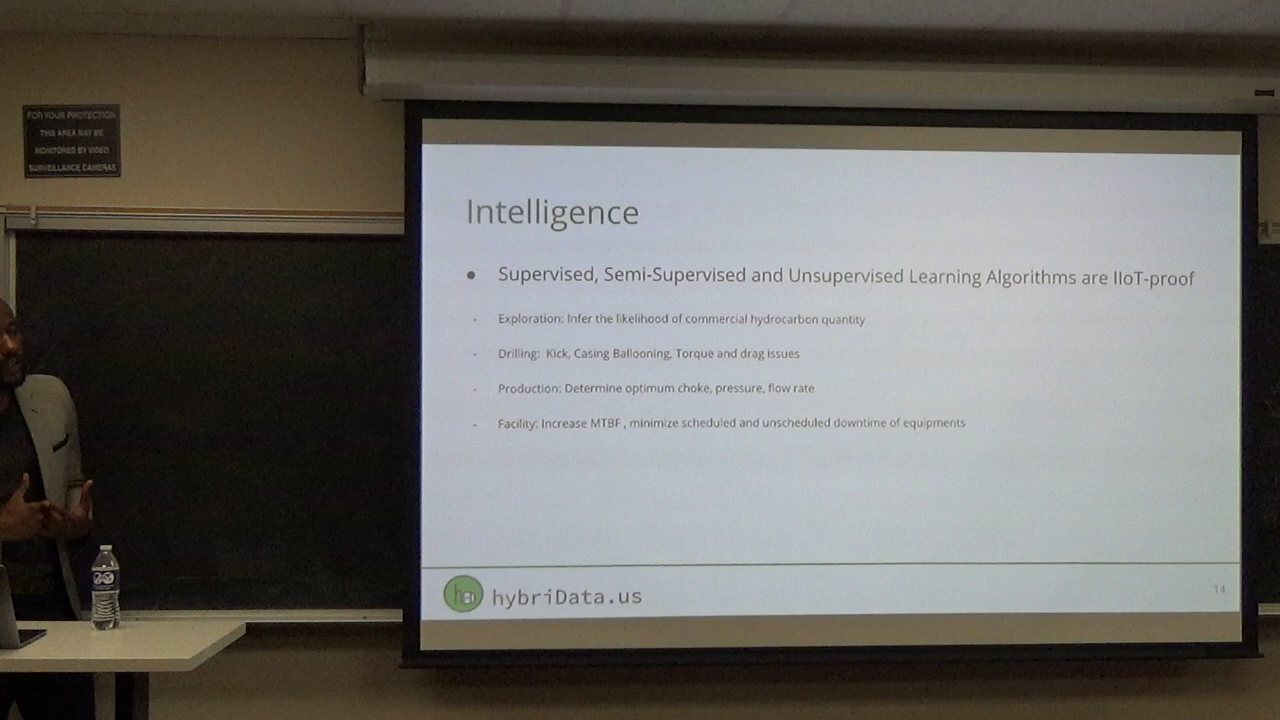 FOR YOUR PROTECTION
THIS AREA MAY BE
MONITORED BY VIDEO
SURVEILLANCE CAMERAS
Intelligence
● Supervised, Semi-Supervised and Unsupervised Learning Algorithms are IIoT-proof
- Exploration: Infer the likelihood of commercial hydrocarbon quantity
- Drilling: Kick, Casing Ballooning, Torque and drag issues
- Production: Determine optimum choke, pressure, flow rate
- Facility: Increase MTBF , minimize scheduled and unscheduled downtime of equipments
hybriData.us
14